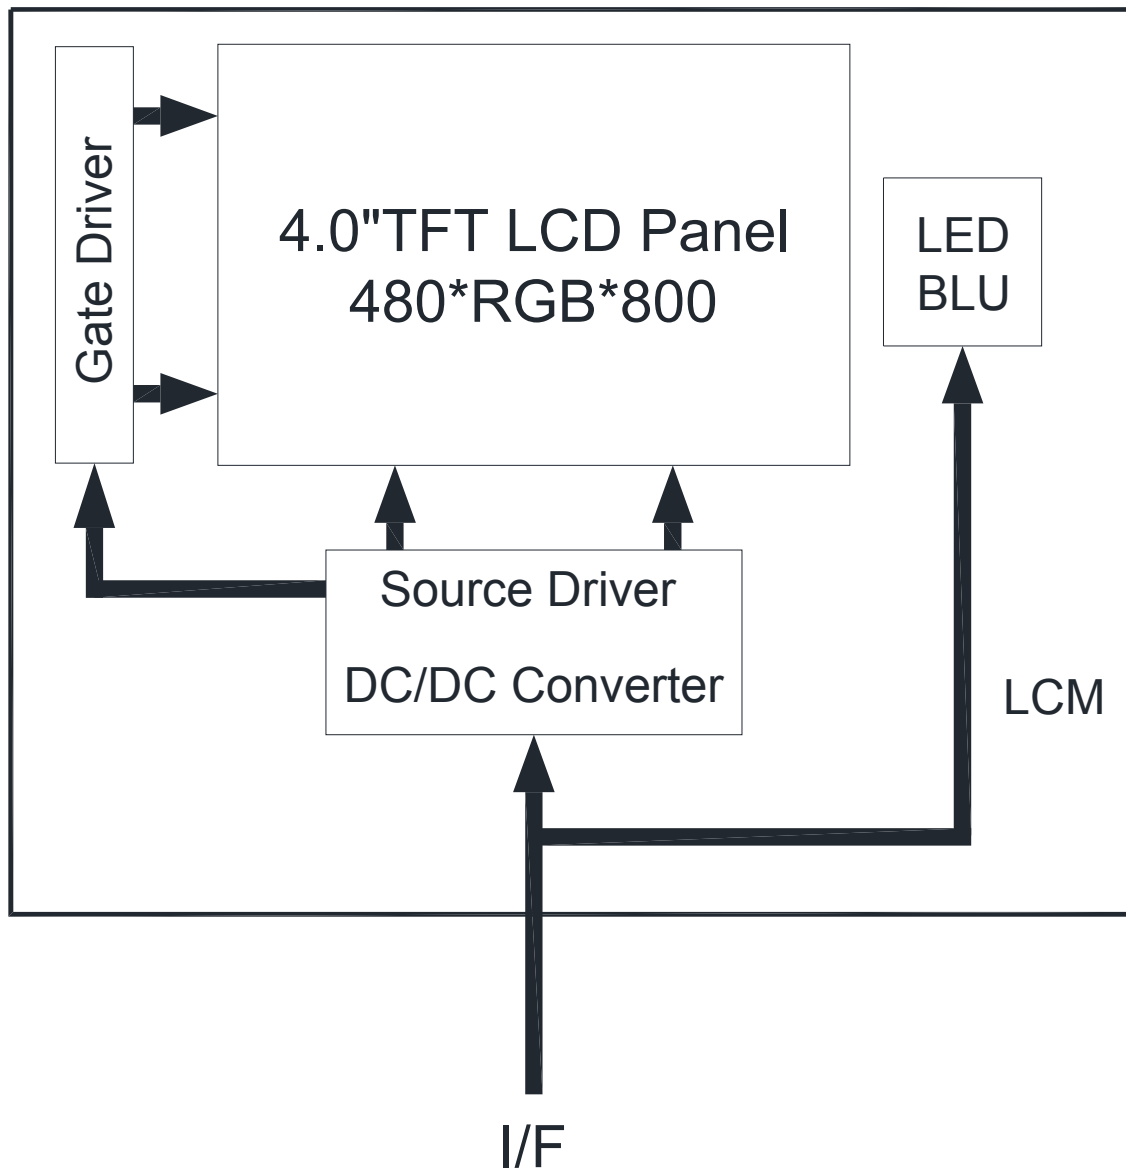 Gate Driver
4.0"TFT LCD Panel
480*RGB*800
LED
BLU
Source Driver
DC/DC Converter
LCM
I/F